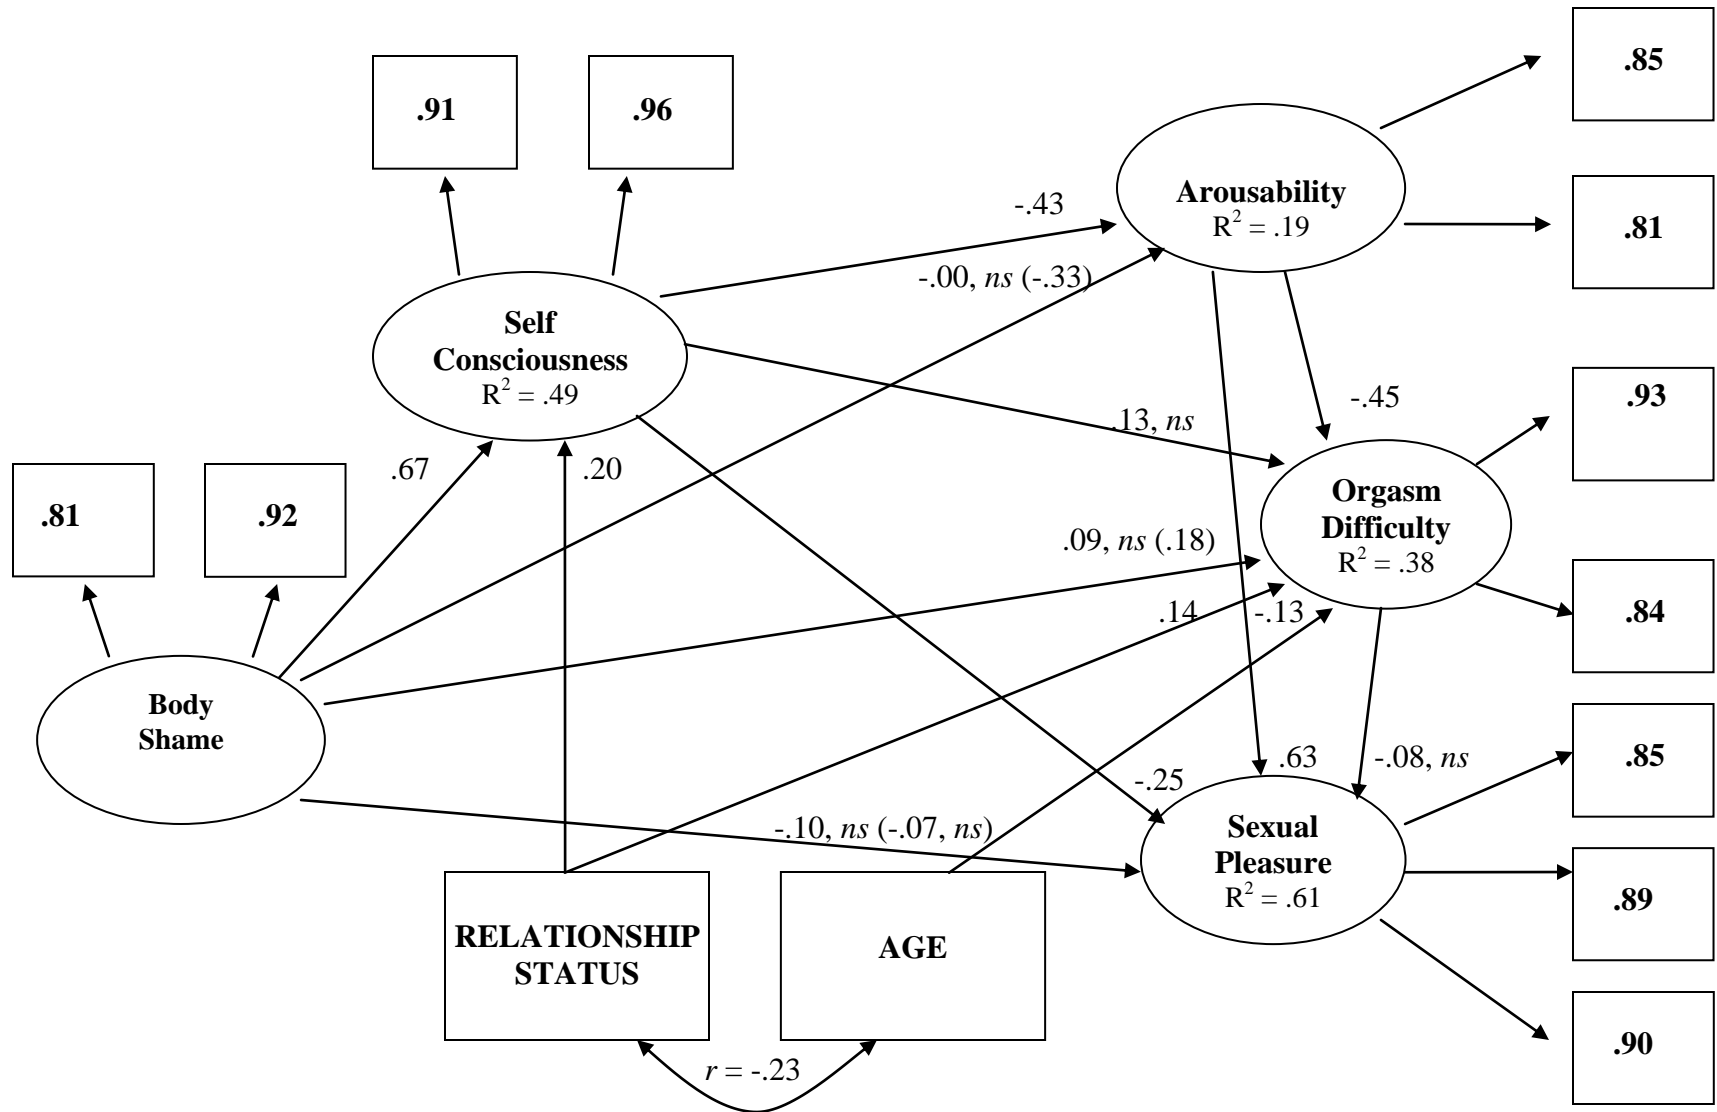 .85
.91
.96
Arousability
R² = .19
-.43
.81
-.00, ns (-.33)
Self
Consciousness
R² = .49
-.45
.93
.13, ns
.67
.20
.81
.92
Orgasm
Difficulty
R² = .38
.09, ns (.18)
.14
-.13
.84
Body
Shame
.63
-.08, ns
.85
-.25
-.10, ns (-.07, ns)
Sexual
Pleasure
R² = .61
.89
RELATIONSHIP
STATUS
AGE
.90
r = -.23